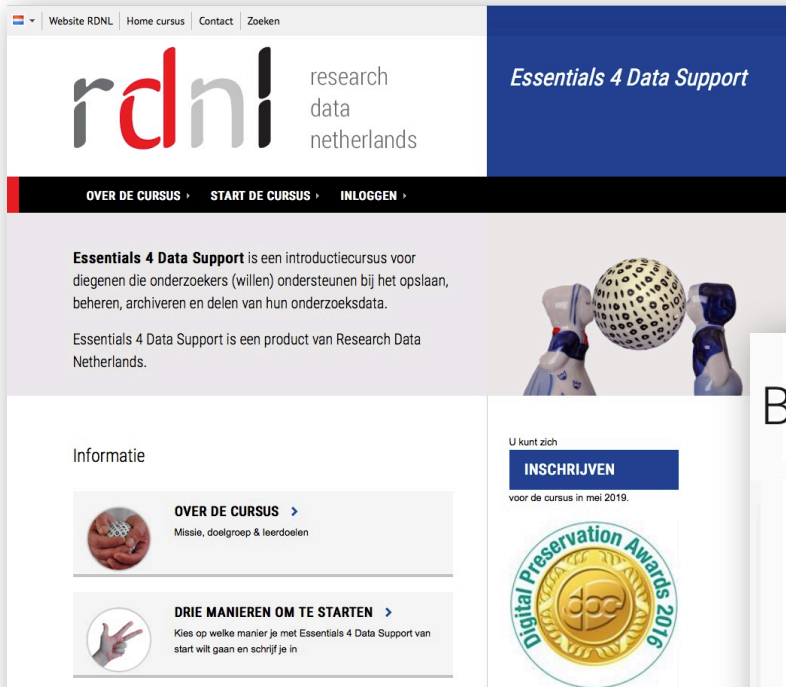 Website RDNL Home cursus Contact Zoeken
rdnl
research
data
netherlands
Essentials 4 Data Support
OVER DE CURSUS START DE CURSUS INLOGGEN
Essentials 4 Data Support is een introductiecursus voor
diegenen die onderzoekers (willen) ondersteunen bij het opslaan,
beheren, archiveren en delen van hun onderzoeksdata.
Essentials 4 Data Support is een product van Research Data
Netherlands.
B
Informatie
OVER DE CURSUS
Missie, doelgroep & leerdoelen
DRIE MANIEREN OM TE STARTEN
Kies op welke manier je met Essentials 4 Data Support van
start wilt gaan en schrijf je in
U kunt zich
INSCHRIJVEN
voor de cursus in mei 2019.
Digital Preservation Awards 2016
dpc